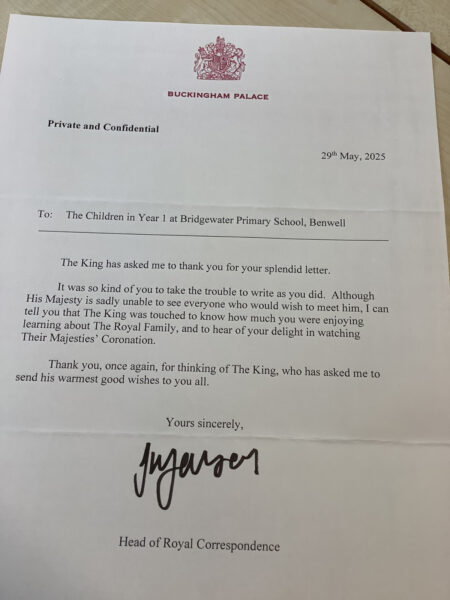 BUCKINGHAM PALACE
Private and Confidential
29th May, 2025
To: The Children in Year 1 at Bridgewater Primary School, Benwell
The King has asked me to thank you for your splendid letter.
It was so kind of you to take the trouble to write as you did. Although
His Majesty is sadly unable to see everyone who would wish to meet him, I can
tell you that The King was touched to know how much you were enjoying
learning about The Royal Family, and to hear of your delight in watching
Their Majesties' Coronation.
Thank you, once again, for thinking of The King, who has asked me to
send his warmest good wishes to you all.
Yours sincerely,
Head of Royal Correspondence